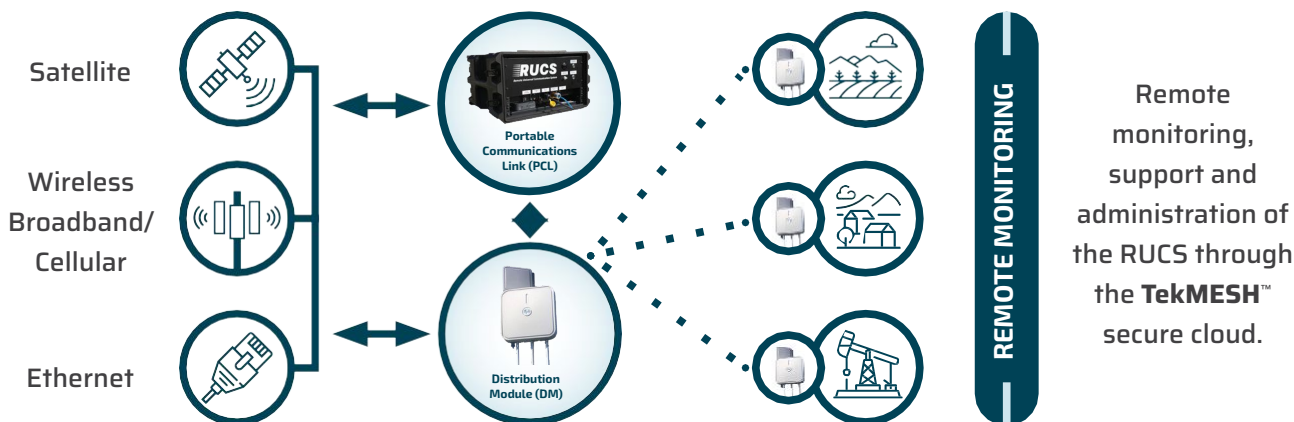 Satellite
Wireless
Broadband/
Cellular
Ethernet
RUCS
Portable
Communications
Link (PCL)
Distribution
Module (DM)
REMOTE MONITORING
Remote
monitoring,
support and
administration of
the RUCS through
the TekMESH™
secure cloud.